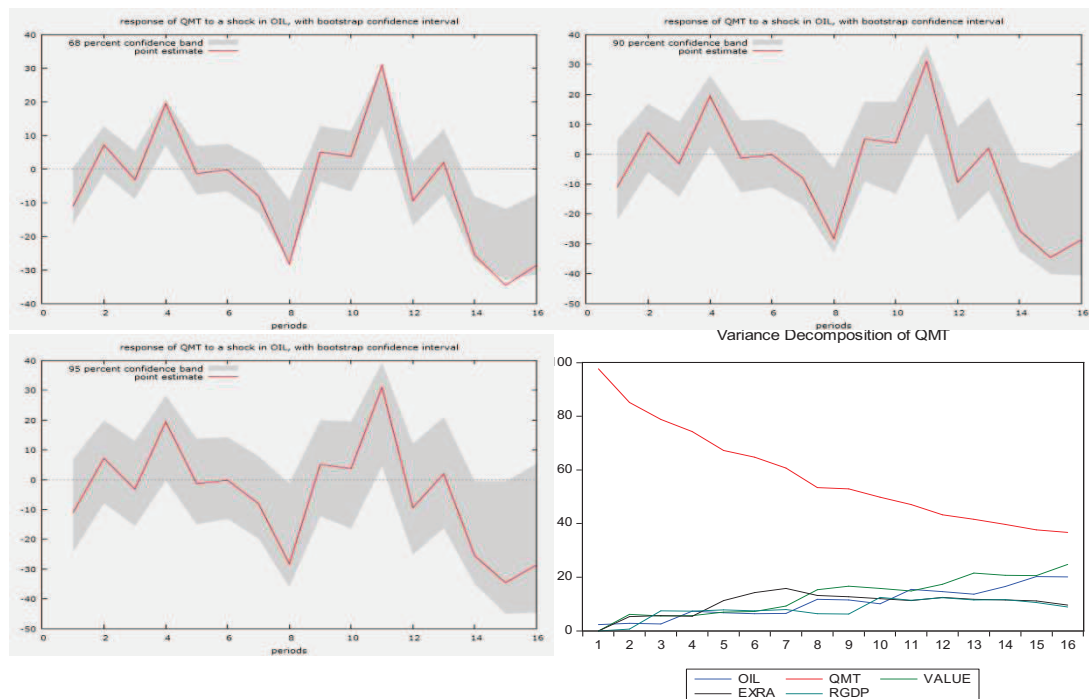 response of QMT to a shock in OIL, with bootstrap confidence interval
68 percent confidence band
point estimate
40
30
20
10
0
-10
-20
-30
-40
0 2 4 6 8 10 12 14 16
periods
response of QMT to a shock in OIL, with bootstrap confidence interval
90 percent confidence band
point estimate
40
30
20
10
0
-10
-20
-30
-40
-50
0 2 4 6 8 10 12 14 16
periods
response of QMT to a shock in OIL, with bootstrap confidence interval
95 percent confidence band
point estimate
40
30
20
10
0
-10
-20
-30
-40
-50
0 2 4 6 8 10 12 14 16
periods
Variance Decomposition of QMT
100
80
60
40
20
0
1 2 3 4 5 6 7 8 9 10 11 12 13 14 15 16
OIL QMT VALUE
EXRA RGDP